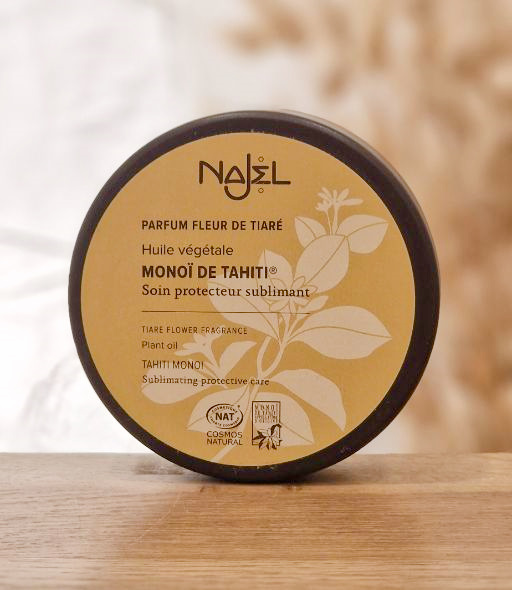 NAJEL
PARFUM FLEUR DE TIARÉ
Huile végétale
MONOÏ DE TAHITI®
Soin protecteur sublimant
TIARE FLOWER FRAGRANCE
Plant oil
TAHITI MONOI
Sublimating protective care
NAT
COSMOS
NATURAL